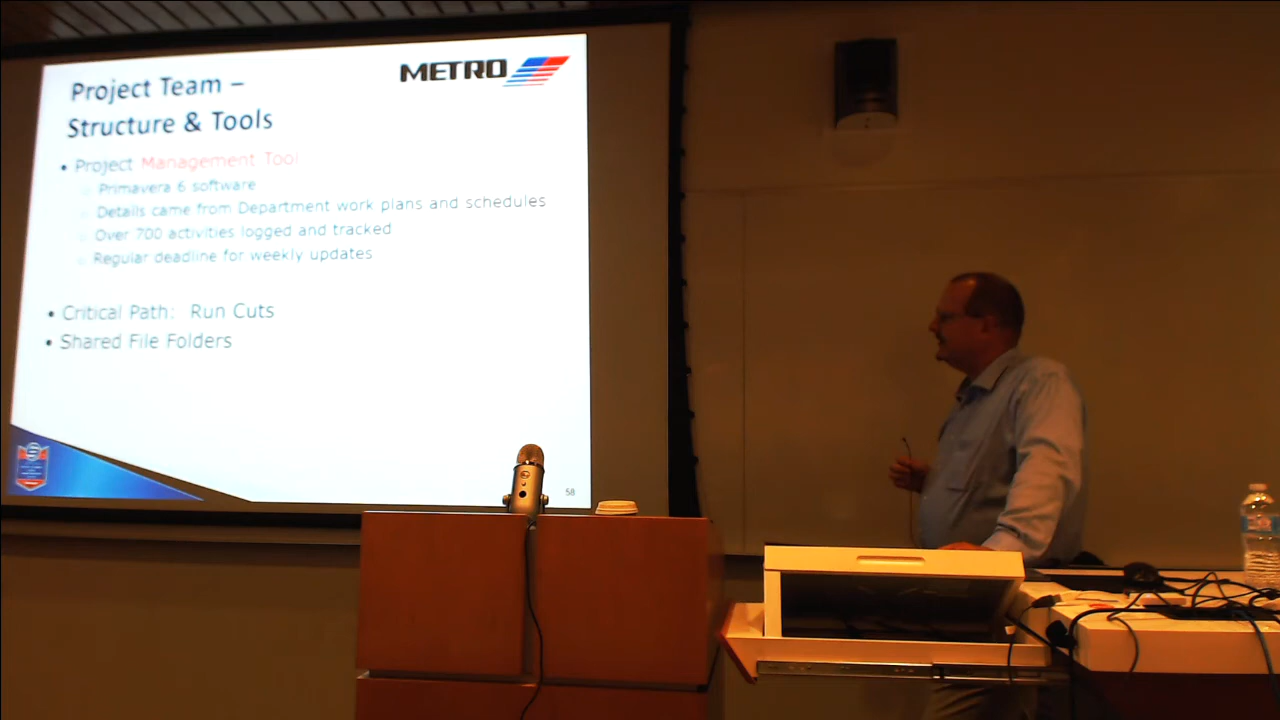 Project Team –
METRO
Structure & Tools
• Project Management Tool
Primavera 6 software
Details came from Department work plans and schedules
Over 700 activities logged and tracked
Regular deadline for weekly updates
• Critical Path: Run Cuts
• Shared File Folders
58